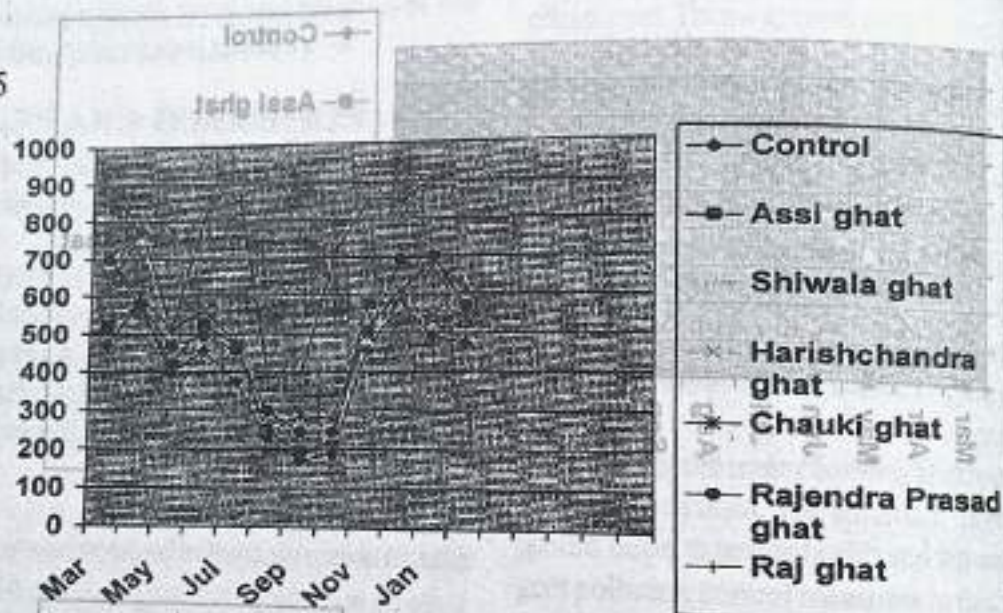 5
1000
900
800
700
600
500
400
300
200
100
0
Mar
May
Jul
Sep
Nov
Jan
Control
Assi ghat
Shiwala ghat
Harishchandra
ghat
Chauki ghat
Rajendra Prasad
ghat
Raj ghat
Control
Assi ghat